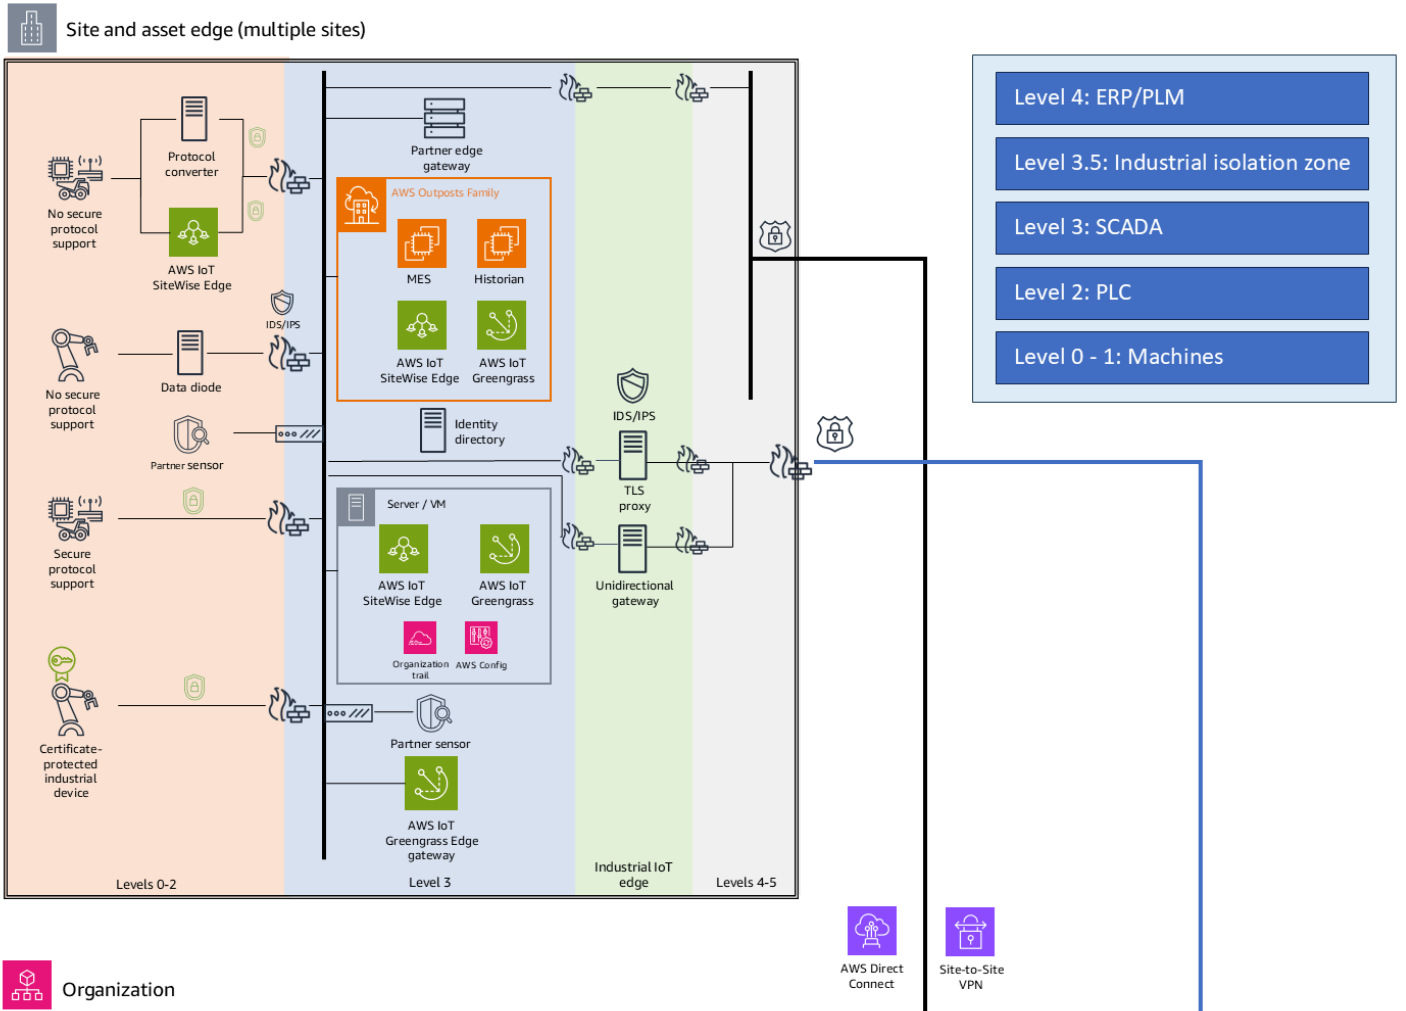 Site and asset edge (multiple sites)
Protocol
converter
No secure
protocol
support
AWS IoT
SiteWise Edge
IDS/IPS
No secure
protocol
support
Data diode
Partner sensor
Secure
protocol
support
Certificate-
protected
industrial
device
Levels 0-2
Partner edge
gateway
AWS Outposts Family
MES
Historian
AWS IoT
SiteWise Edge
AWS IoT
Greengrass
Identity
directory
Server / VM
AWS IoT
SiteWise Edge
AWS IoT
Greengrass
Organization
trail
AWS Config
Partner sensor
AWS IoT
Greengrass Edge
gateway
Level 3
IDS/IPS
TLS
proxy
Unidirectional
gateway
Industrial IoT
edge
Levels 4-5
Level 4: ERP/PLM
Level 3.5: Industrial isolation zone
Level 3: SCADA
Level 2: PLC
Level 0 - 1: Machines
AWS Direct
Connect
Site-to-Site
VPN
Organization